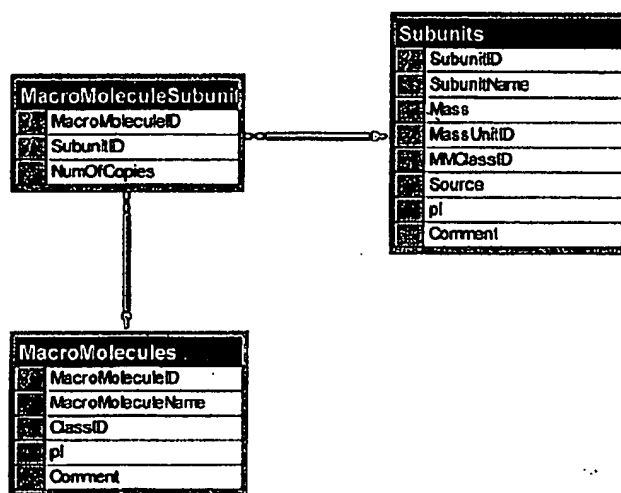 Subunits
SubunitID
SubunitName
Mass
MassUnitID
MMClassID
Source
pI
Comment
MacroMoleculeSubunit
MacroMoleculeID
SubunitID
NumOfCopies
MacroMolecules
MacroMoleculeID
MacroMoleculeName
ClassID
pI
Comment